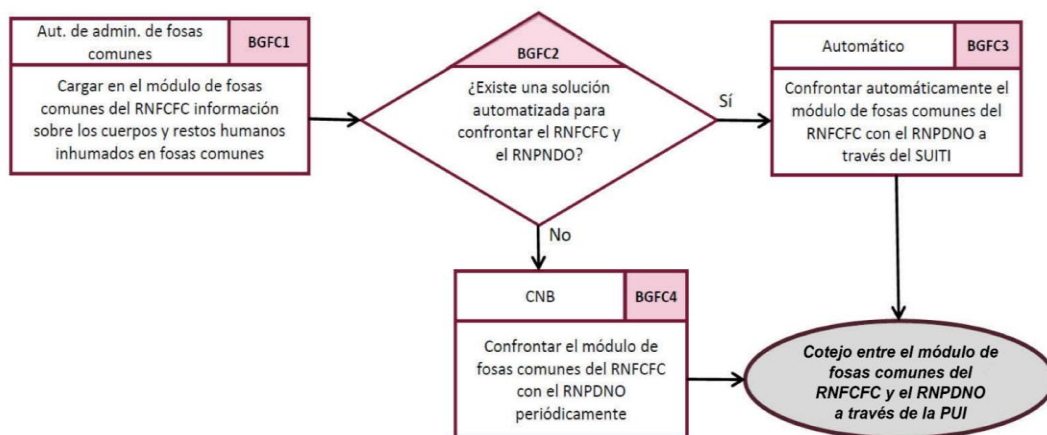 Aut. de admin. de fosas
comunes
BGFC1
Cargar en el módulo de fosas
comunes del RNFCFC información
sobre los cuerpos y restos humanos
inhumados en fosas comunes
BGFC2
¿Existe una solución
automatizada para
confrontar el RNFCFC y
el RNPNDO?
Sí
No
Automático
BGFC3
Confrontar automáticamente el
módulo de fosas comunes del
RNFCFC con el RNPDNO a
través del SUITI
CNB
BGFC4
Confrontar el módulo de
fosas comunes del RNFCFC
con el RNPDNO
periódicamente
Cotejo entre el módulo de
fosas comunes del
RNFCFC y el RNPDNO
a través de la PUI